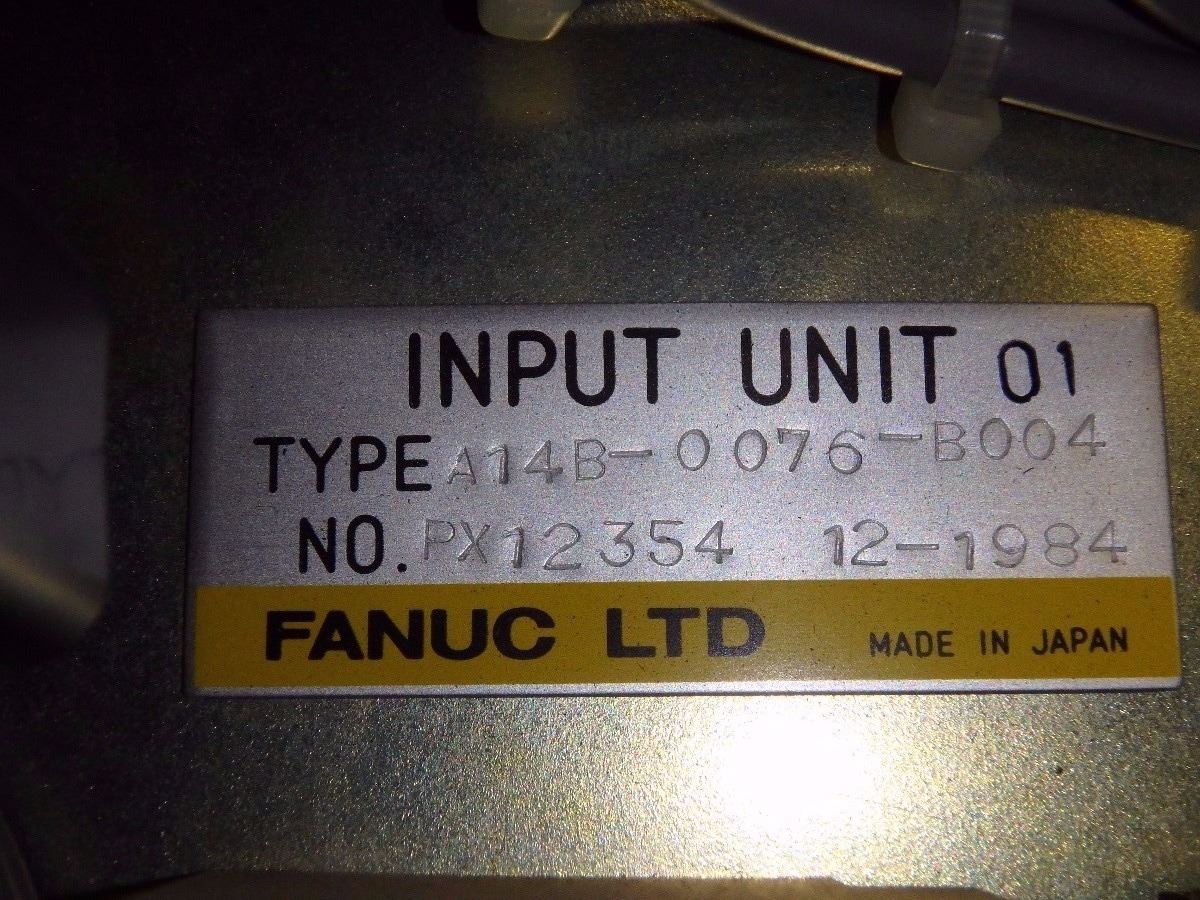 INPUT UNIT 01
TYPE A14B-0076-B004
NO. PX12354 12-1984
FANUC LTD MADE IN JAPAN